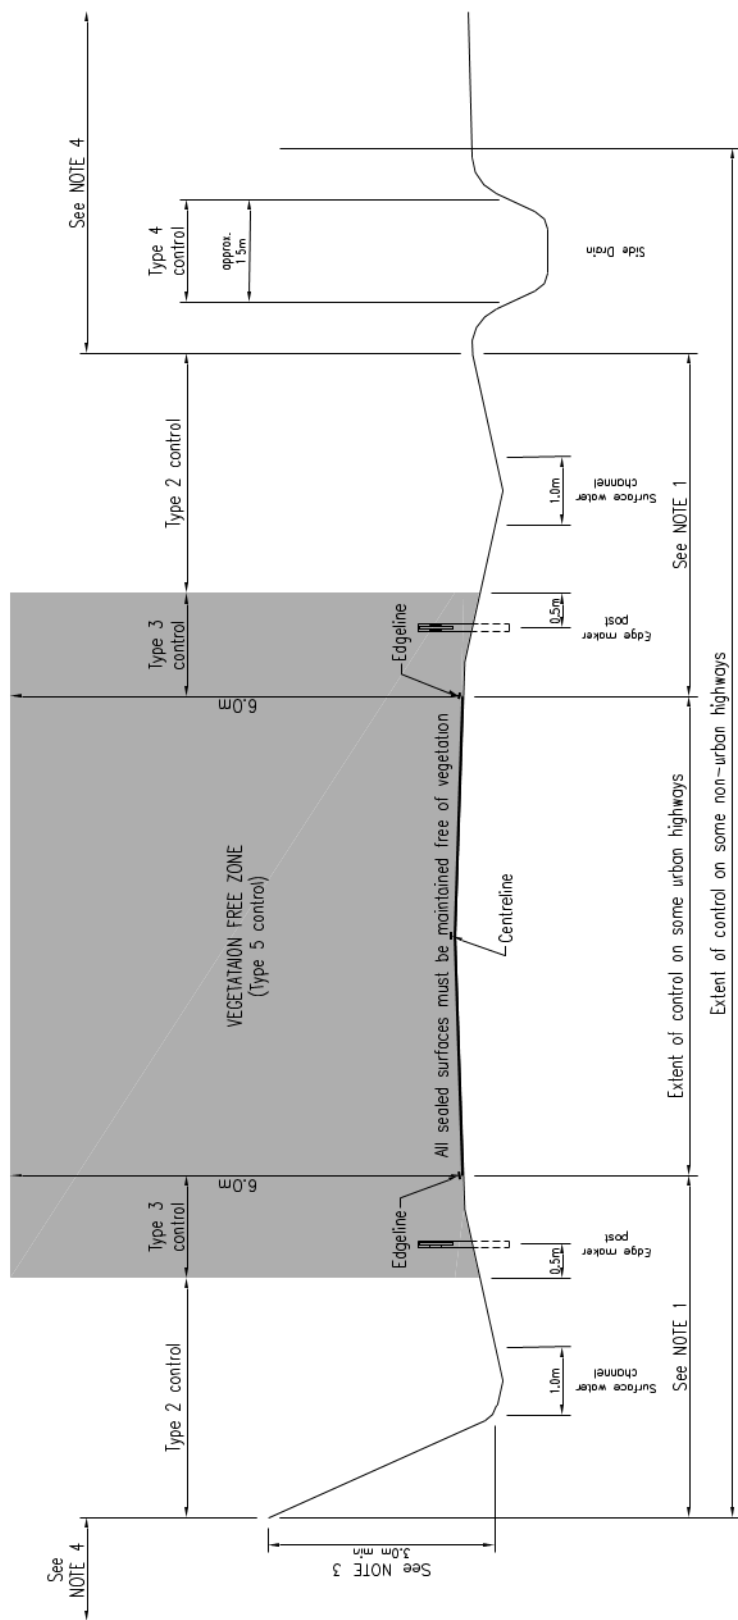 See
NOTE 4
See NOTE 4
Type 2 control
Type 3
control
Type 3
control
Type 2 control
Type 4
control
approx.
1 5m
VEGETATAION FREE ZONE
(Type 5 control)
6.0m
6.0m
See NOTE 3
3.0m min
Edgeline
All sealed surfaces must be maintained free of vegetation
Edgeline
Centreline
1.0m
Surface water
channel
0.5m
Edge maker
post
0.5m
Edge maker
post
1.0m
Surface water
channel
Side Drain
See NOTE 1
Extent of control on some urban highways
See NOTE 1
Extent of control on some non-urban highways